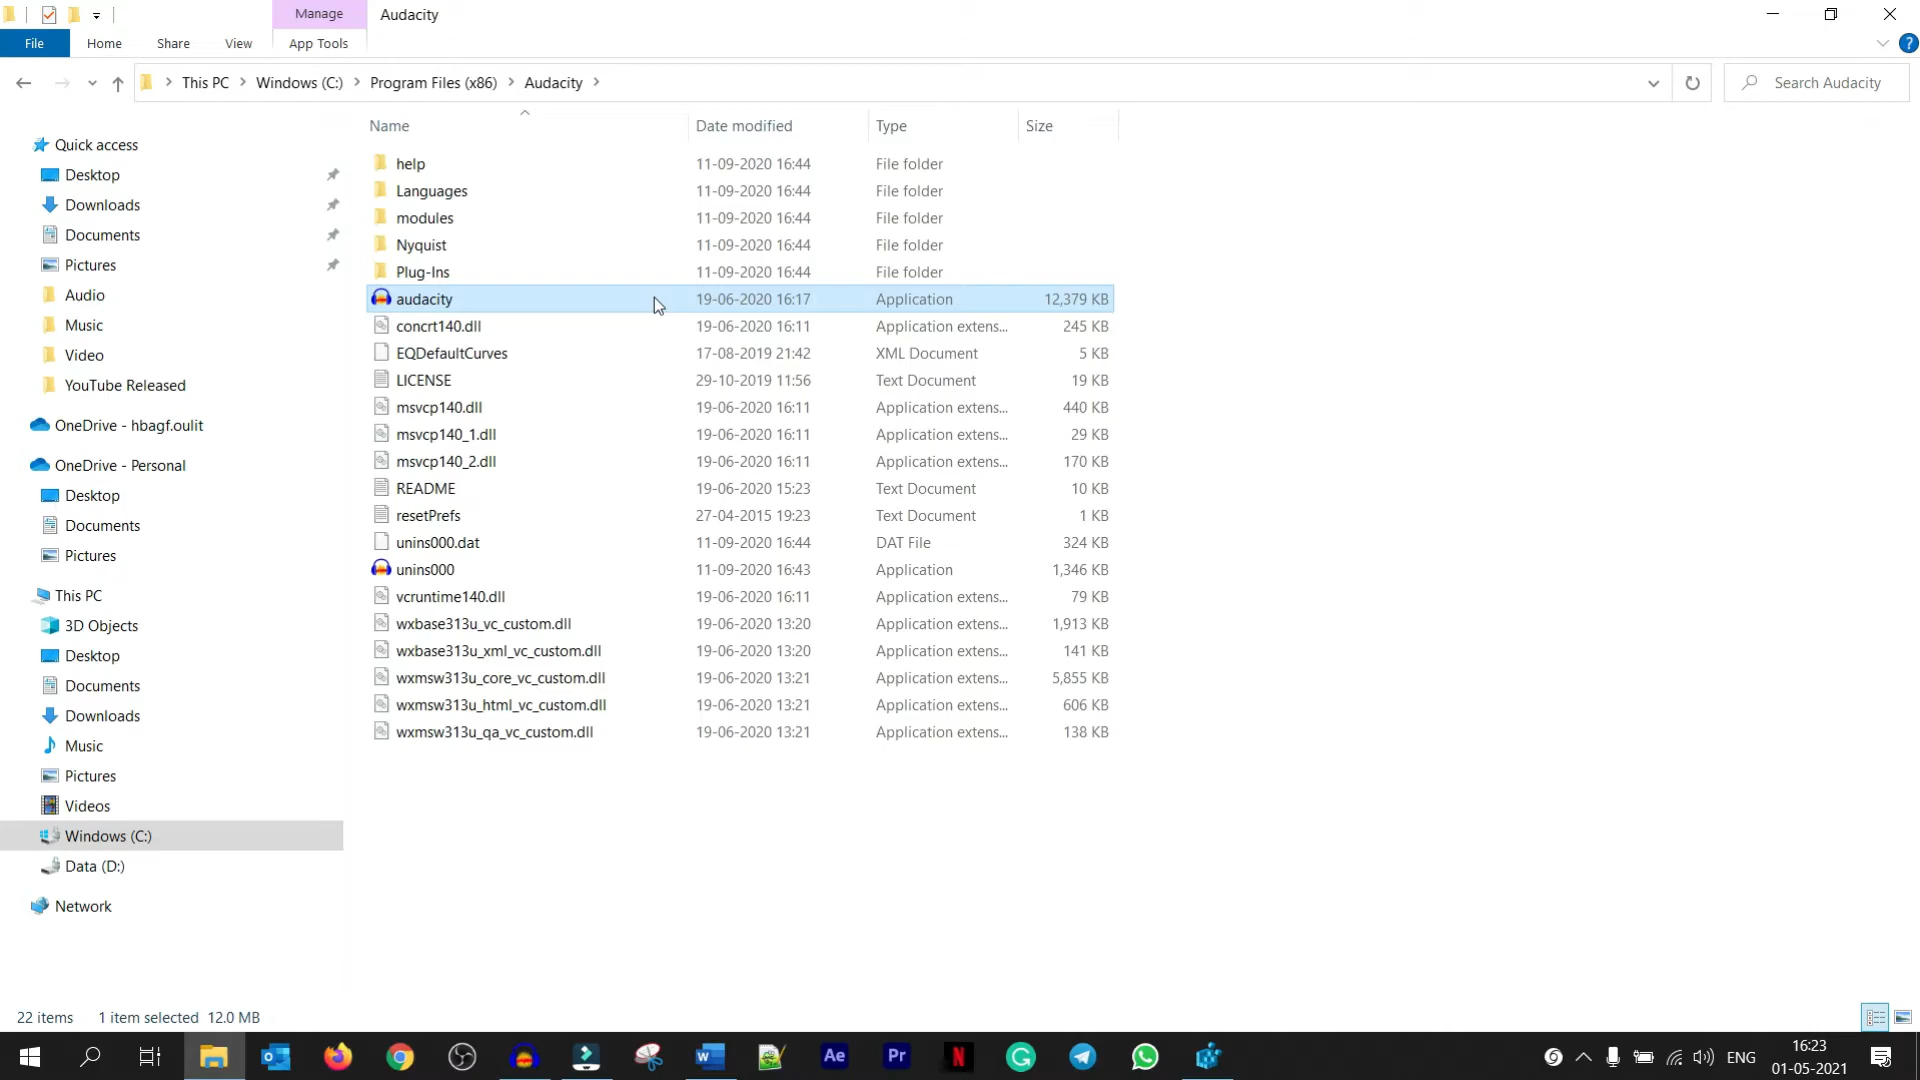 Manage
Audacity
File
Home
Share
View
App Tools
?
This PC
Windows (C:)
Program Files (x86)
Audacity
Search Audacity
Name
Date modified
Type
Size
Quick access
Desktop
Downloads
Documents
Pictures
Audio
Music
Video
YouTube Released
OneDrive - hbagf.oulit
OneDrive - Personal
Desktop
Documents
Pictures
This PC
3D Objects
Desktop
Documents
Downloads
Music
Pictures
Videos
Windows (C:)
Data (D:)
Network
help 11-09-2020 16:44 File folder
Languages 11-09-2020 16:44 File folder
modules 11-09-2020 16:44 File folder
Nyquist 11-09-2020 16:44 File folder
Plug-Ins 11-09-2020 16:44 File folder
audacity 19-06-2020 16:17 Application 12,379 KB
concrt140.dll 19-06-2020 16:11 Application extens... 245 KB
EQDefaultCurves 17-08-2019 21:42 XML Document 5 KB
LICENSE 29-10-2019 11:56 Text Document 19 KB
msvcp140.dll 19-06-2020 16:11 Application extens... 440 KB
msvcp140_1.dll 19-06-2020 16:11 Application extens... 29 KB
msvcp140_2.dll 19-06-2020 16:11 Application extens... 170 KB
README 19-06-2020 15:23 Text Document 10 KB
resetPrefs 27-04-2015 19:23 Text Document 1 KB
unins000.dat 11-09-2020 16:44 DAT File 324 KB
unins000 11-09-2020 16:43 Application 1,346 KB
vcruntime140.dll 19-06-2020 16:11 Application extens... 79 KB
wxbase313u_vc_custom.dll 19-06-2020 13:20 Application extens... 1,913 KB
wxbase313u_xml_vc_custom.dll 19-06-2020 13:20 Application extens... 141 KB
wxmsw313u_core_vc_custom.dll 19-06-2020 13:21 Application extens... 5,855 KB
wxmsw313u_html_vc_custom.dll 19-06-2020 13:21 Application extens... 606 KB
wxmsw313u_qa_vc_custom.dll 19-06-2020 13:21 Application extens... 138 KB
22 items 1 item selected 12.0 MB
Ae
Pr
N
ENG
16:23
01-05-2021